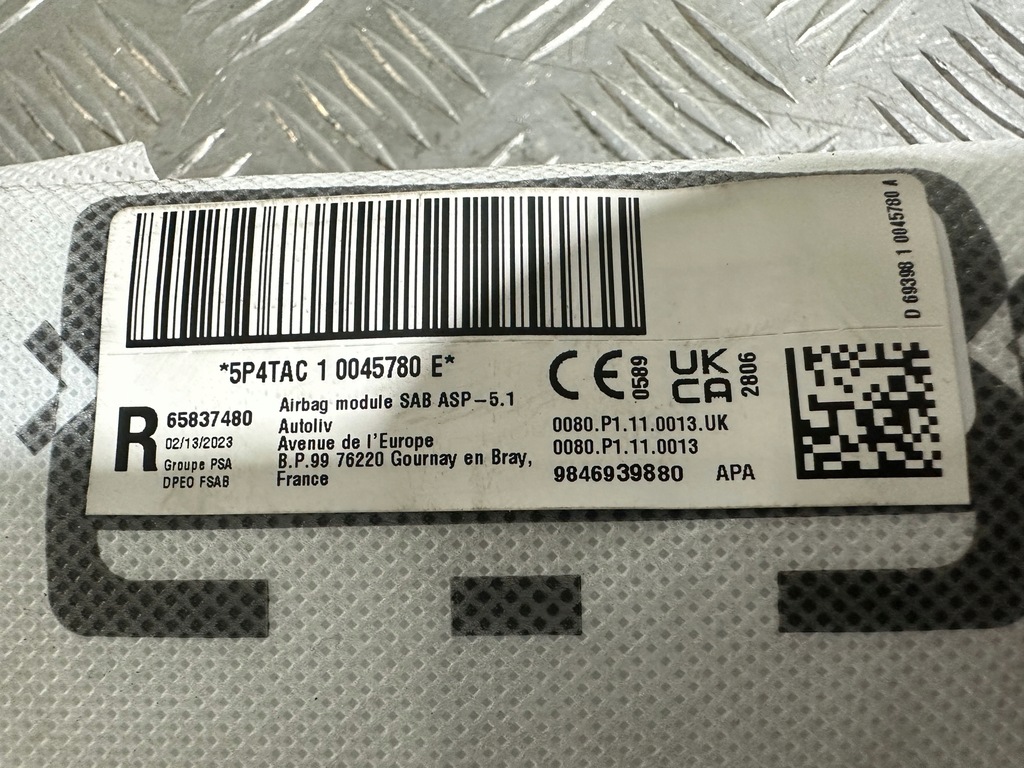 *5P4TAC 1 0045780 E*
R
65837480
02/13/2023
Groupe PSA
DPEO FSAB
Airbag module SAB ASP-5.1
Autoliv
Avenue de l'Europe
B.P.99 76220 Gournay en Bray,
France
CE 0589
UK
CA 2806
0080.P1.11.0013.UK
0080.P1.11.0013
9846939880 APA
D 69398 1 0045780 A